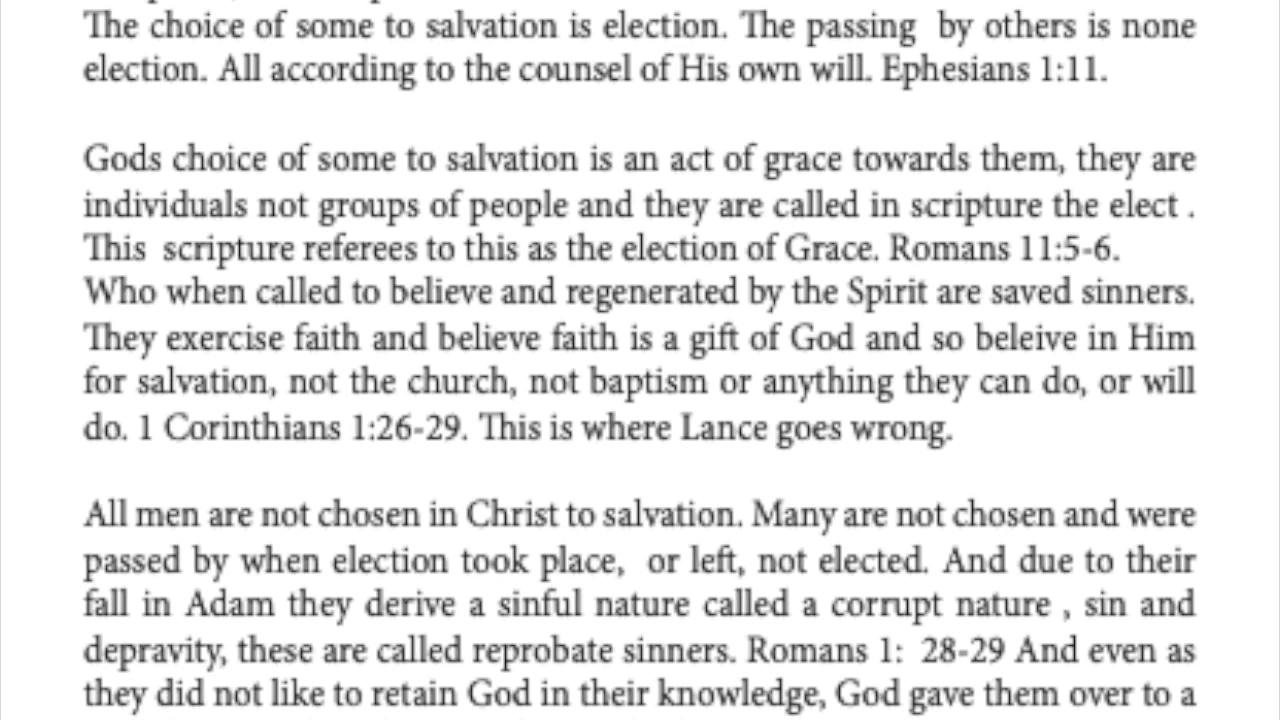 The choice of some to salvation is election. The passing by others is none
election. All according to the counsel of His own will. Ephesians 1:11.
Gods choice of some to salvation is an act of grace towards them, they are
individuals not groups of people and they are called in scripture the elect .
This scripture referees to this as the election of Grace. Romans 11:5-6.
Who when called to believe and regenerated by the Spirit are saved sinners.
They exercise faith and believe faith is a gift of God and so beleive in Him
for salvation, not the church, not baptism or anything they can do, or will
do. 1 Corinthians 1:26-29. This is where Lance goes wrong.
All men are not chosen in Christ to salvation. Many are not chosen and were
passed by when election took place, or left, not elected. And due to their
fall in Adam they derive a sinful nature called a corrupt nature , sin and
depravity, these are called reprobate sinners. Romans 1: 28-29 And even as
they did not like to retain God in their knowledge, God gave them over to a